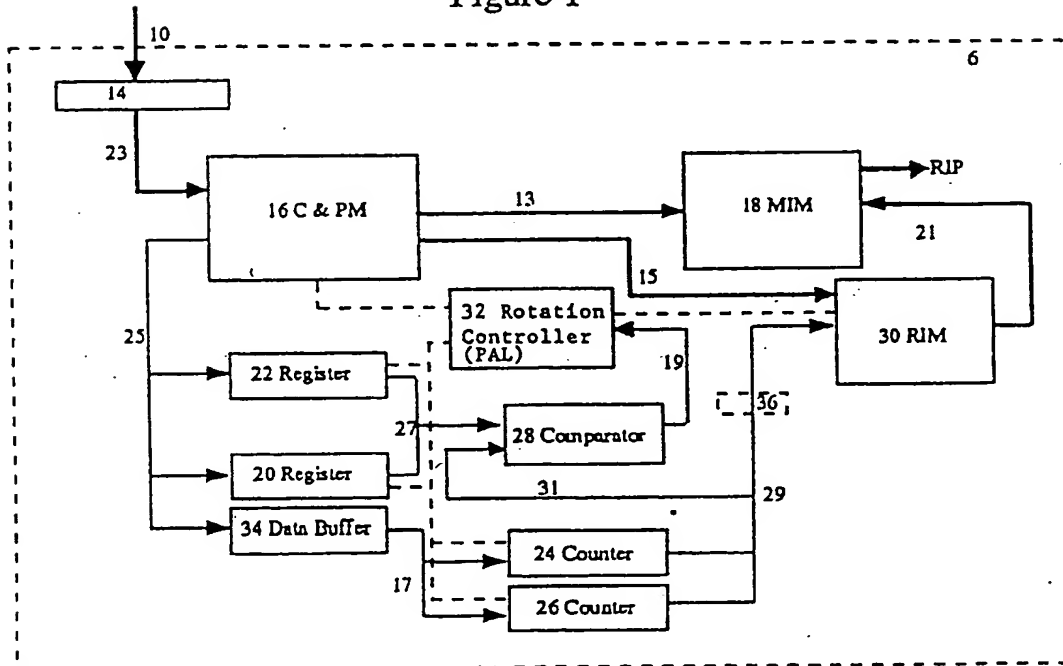 Figure 1
10
6
14
23
16 C & PM
13
18 MIM
RIP
21
15
32 Rotation
Controller
(PAL)
30 RIM
25
22 Register
19
36
27
28 Comparator
20 Register
31
29
34 Data Buffer
24 Counter
17
26 Counter